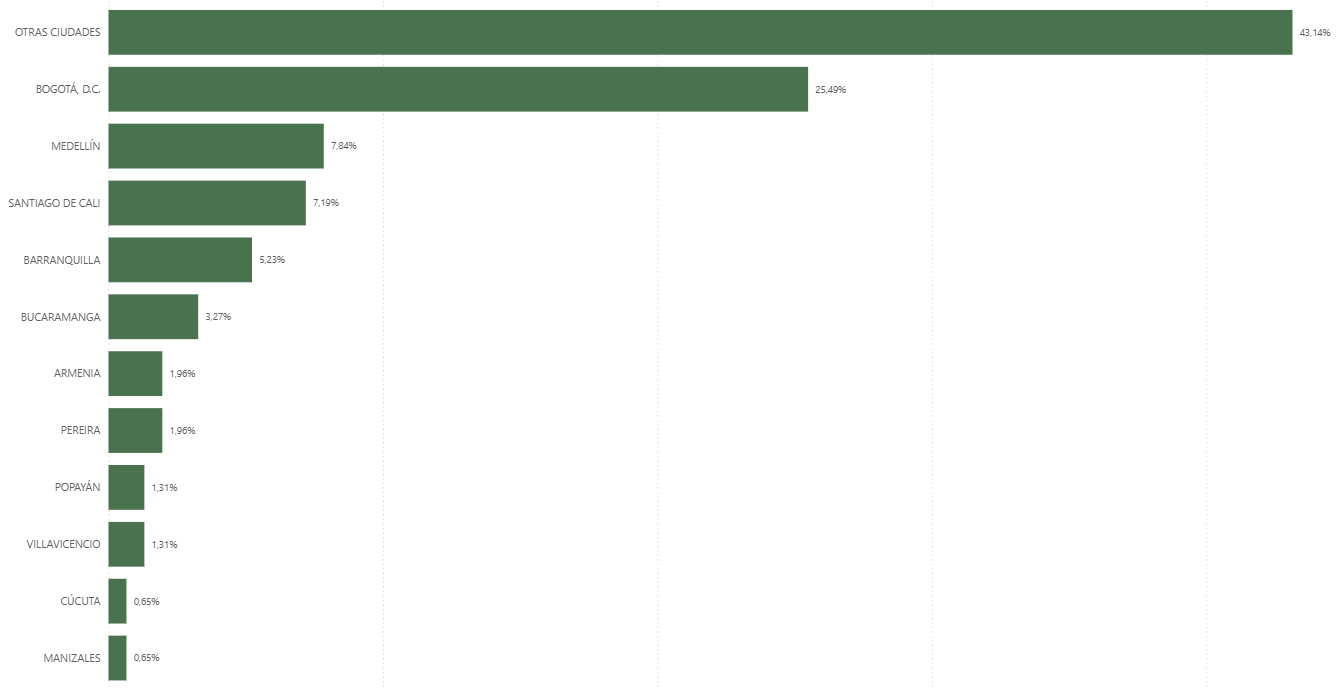 OTRAS CIUDADES 43,14%
BOGOTÁ, D.C. 25,49%
MEDELLÍN 7,84%
SANTIAGO DE CALI 7,19%
BARRANQUILLA 5,23%
BUCARAMANGA 3,27%
ARMENIA 1,96%
PEREIRA 1,96%
POPAYÁN 1,31%
VILLAVICENCIO 1,31%
CÚCUTA 0,65%
MANIZALES 0,65%